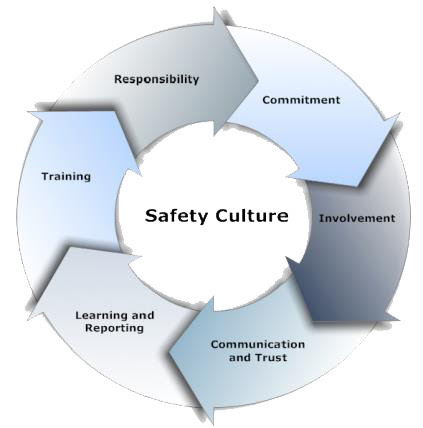 Responsibility
Commitment
Training
Safety Culture
Involvement
Learning and
Reporting
Communication
and Trust